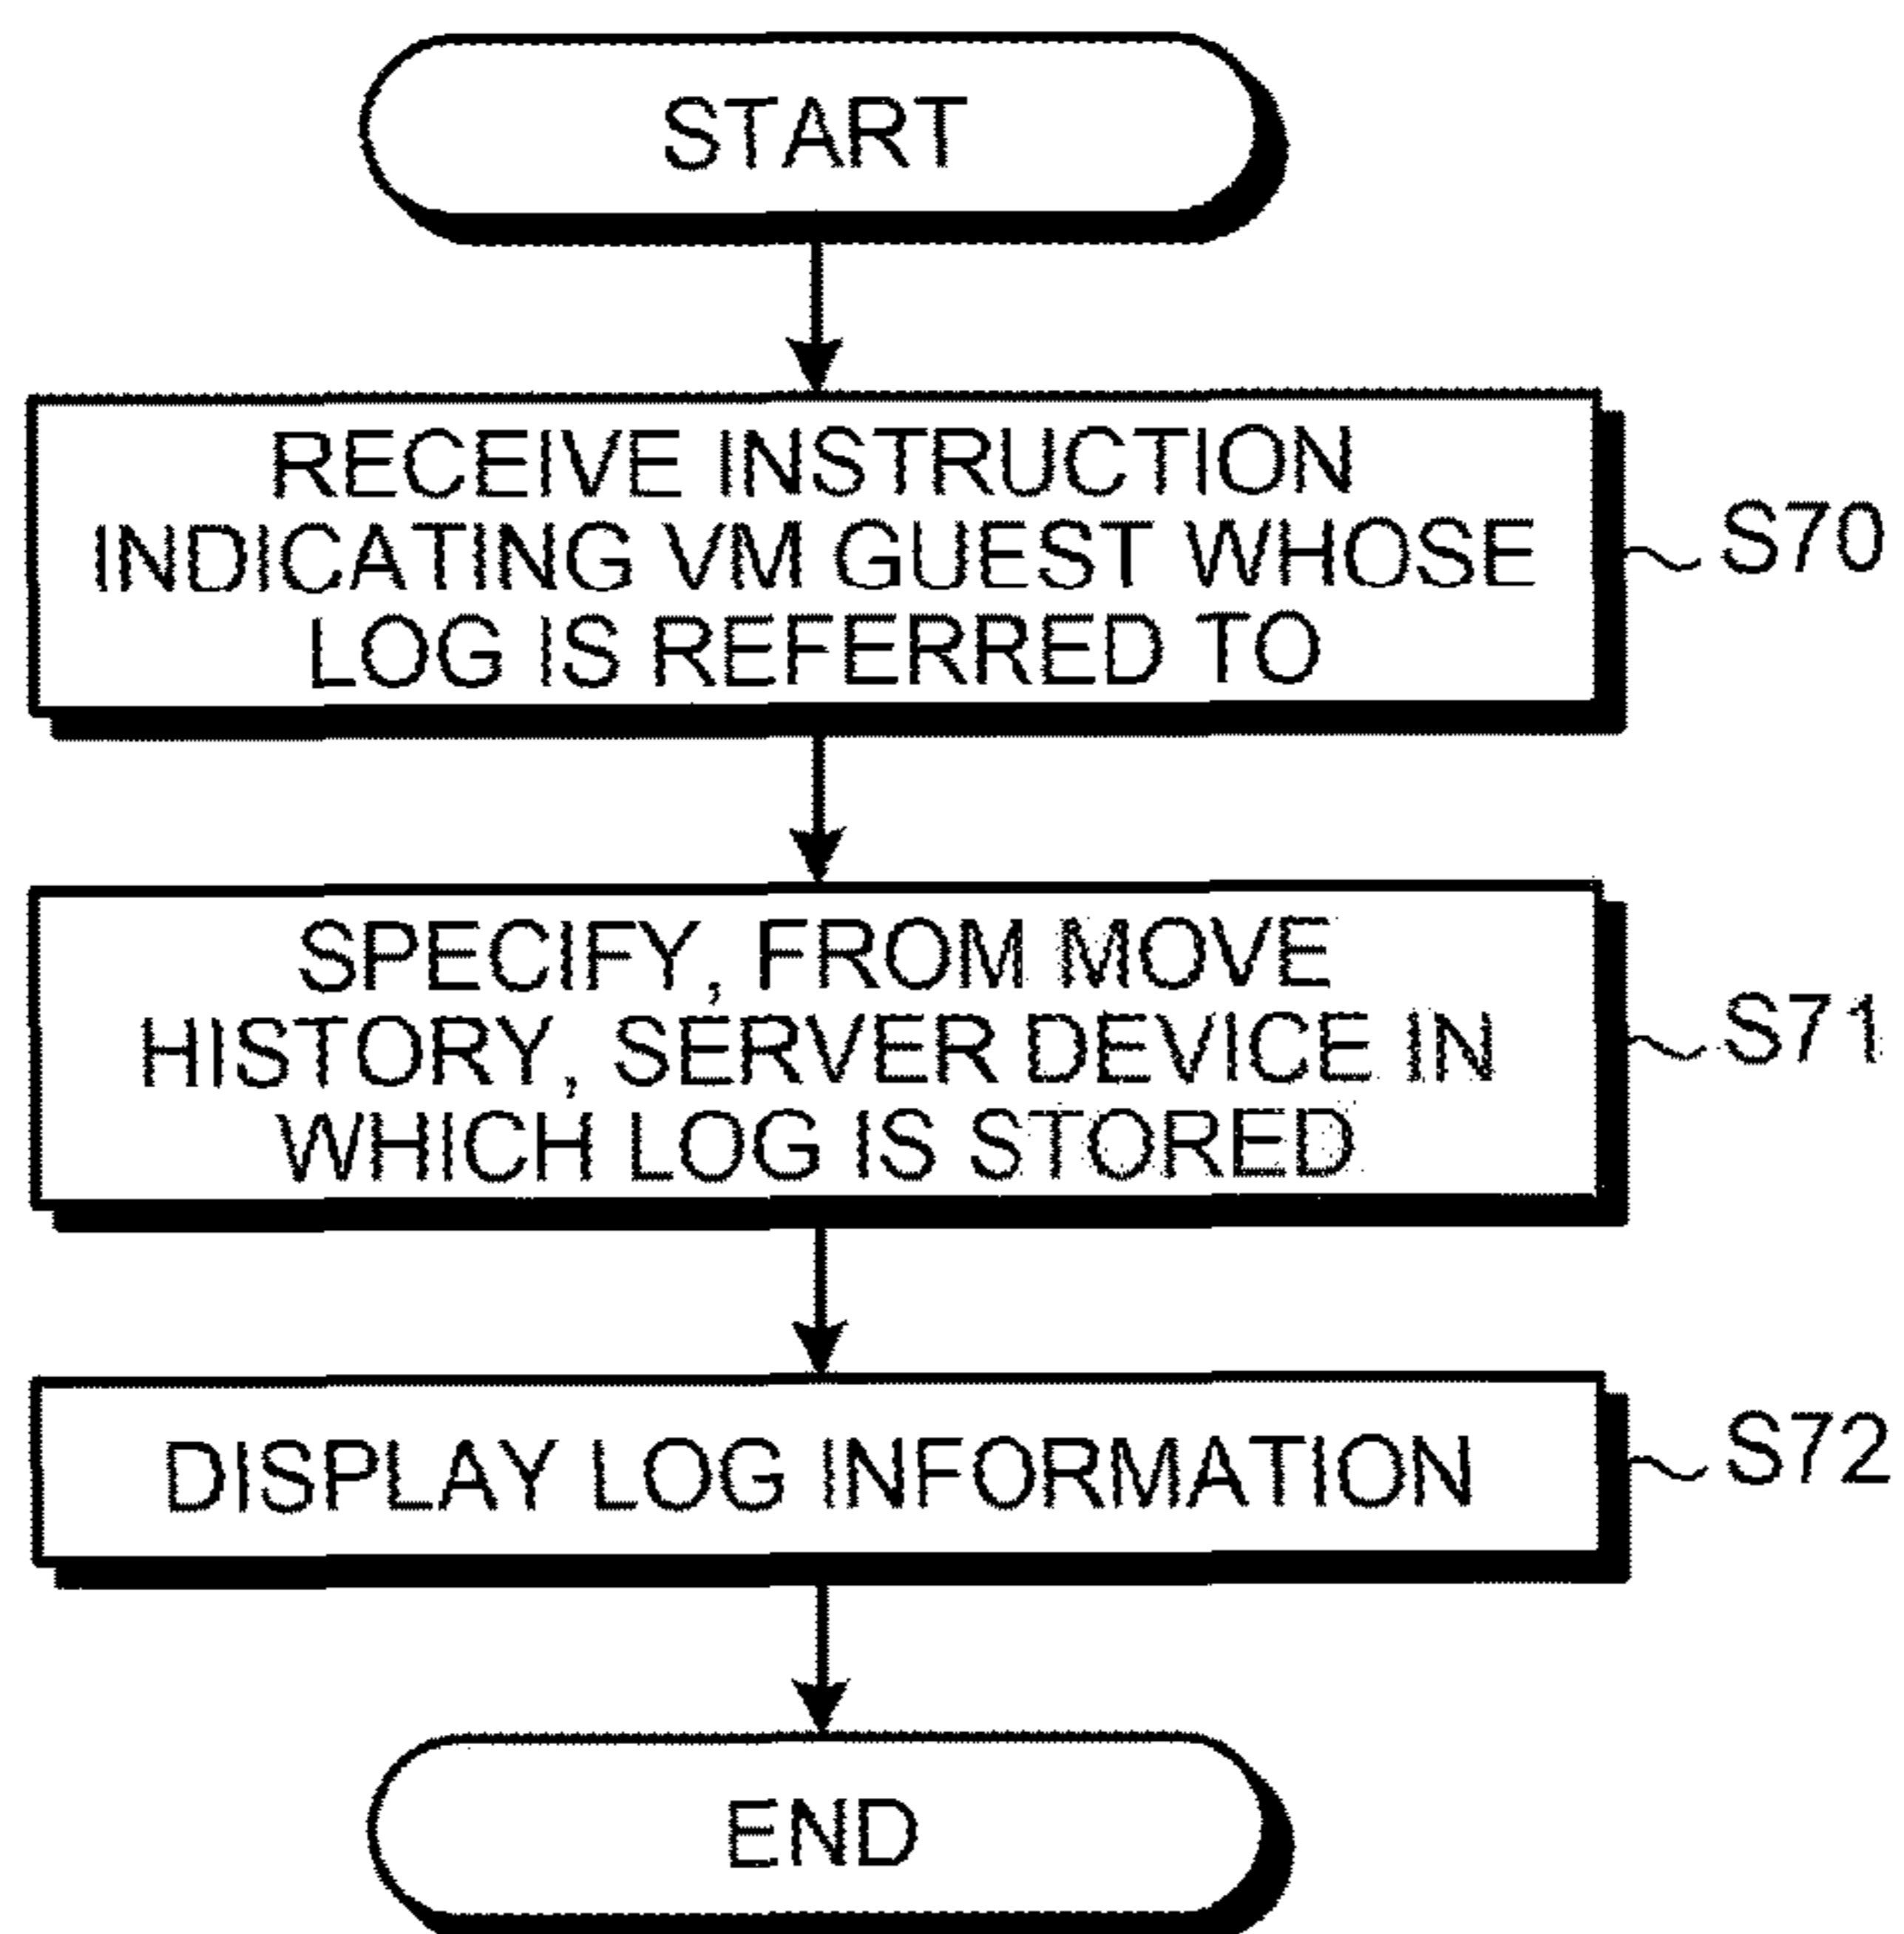 START
RECEIVE INSTRUCTION
INDICATING VM GUEST WHOSE
LOG IS REFERRED TO
S70
SPECIFY, FROM MOVE
HISTORY, SERVER DEVICE IN
WHICH LOG IS STORED
S71
DISPLAY LOG INFORMATION
S72
END